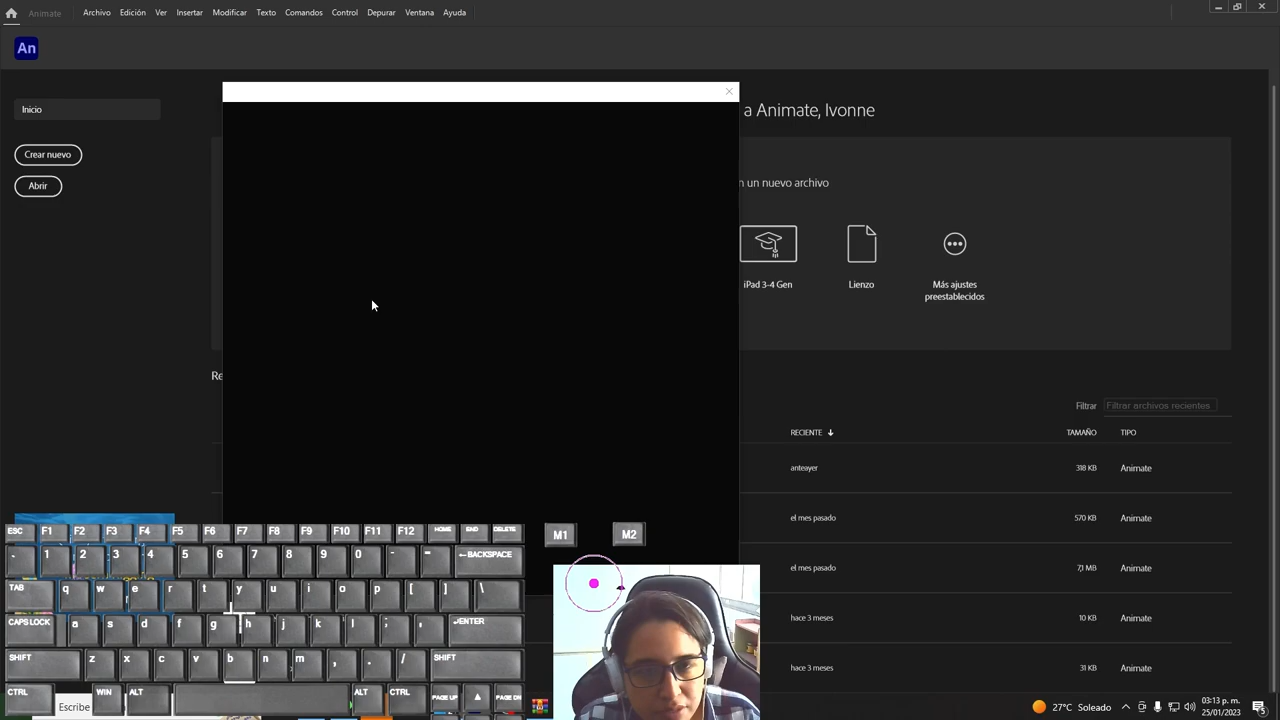 Animate
Archivo Edición Ver Insertar Modificar Texto Comandos Control Depurar Ventana Ayuda
An
Inicio
a Animate, Ivonne
Crear nuevo
Abrir
n un nuevo archivo
iPad 3-4 Gen
Lienzo
Más ajustes
preestablecidos
Re
Filtrar Filtrar archivos recientes
RECIENTE TAMAÑO TIPO
anteayer 318 KB Animate
el mes pasado 570 KB Animate
el mes pasado 7,1 MB Animate
hace 3 meses 10 KB Animate
hace 3 meses 31 KB Animate
ESC F1 F2 F3 F4 F5 F6 F7 F8 F9 F10 F11 F12 HOME END DELETE
M1 M2
1 2 3 4 5 6 7 8 9 0 - = ←BACKSPACE
TAB q w e r t y u i o p [ ] \
CAPS LOCK a s d f g h j k l ; ENTER
SHIFT z x c v b n m , . / SHIFT
CTRL WIN ALT ALT CTRL PAGE UP PAGE DN
Escribe
27°C Soleado
03:13 p. m.
25/01/2023